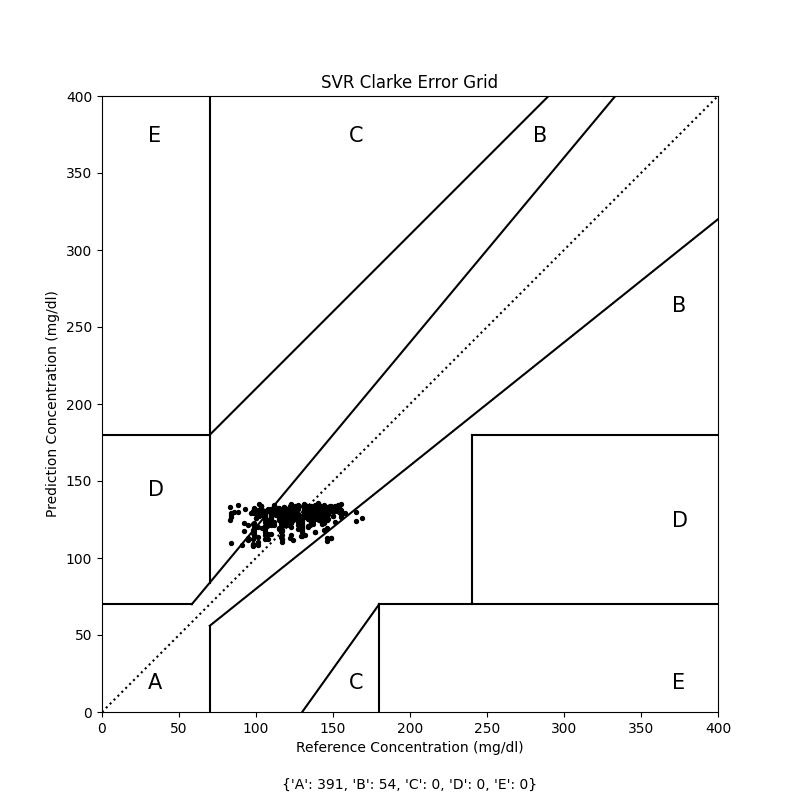 SVR Clarke Error Grid
400
E
C
B
350
300
B
250
Prediction Concentration (mg/dl)
200
150
D
D
100
50
A
C
E
0
0 50 100 150 200 250 300 350 400
Reference Concentration (mg/dl)
{'A': 391, 'B': 54, 'C': 0, 'D': 0, 'E': 0}